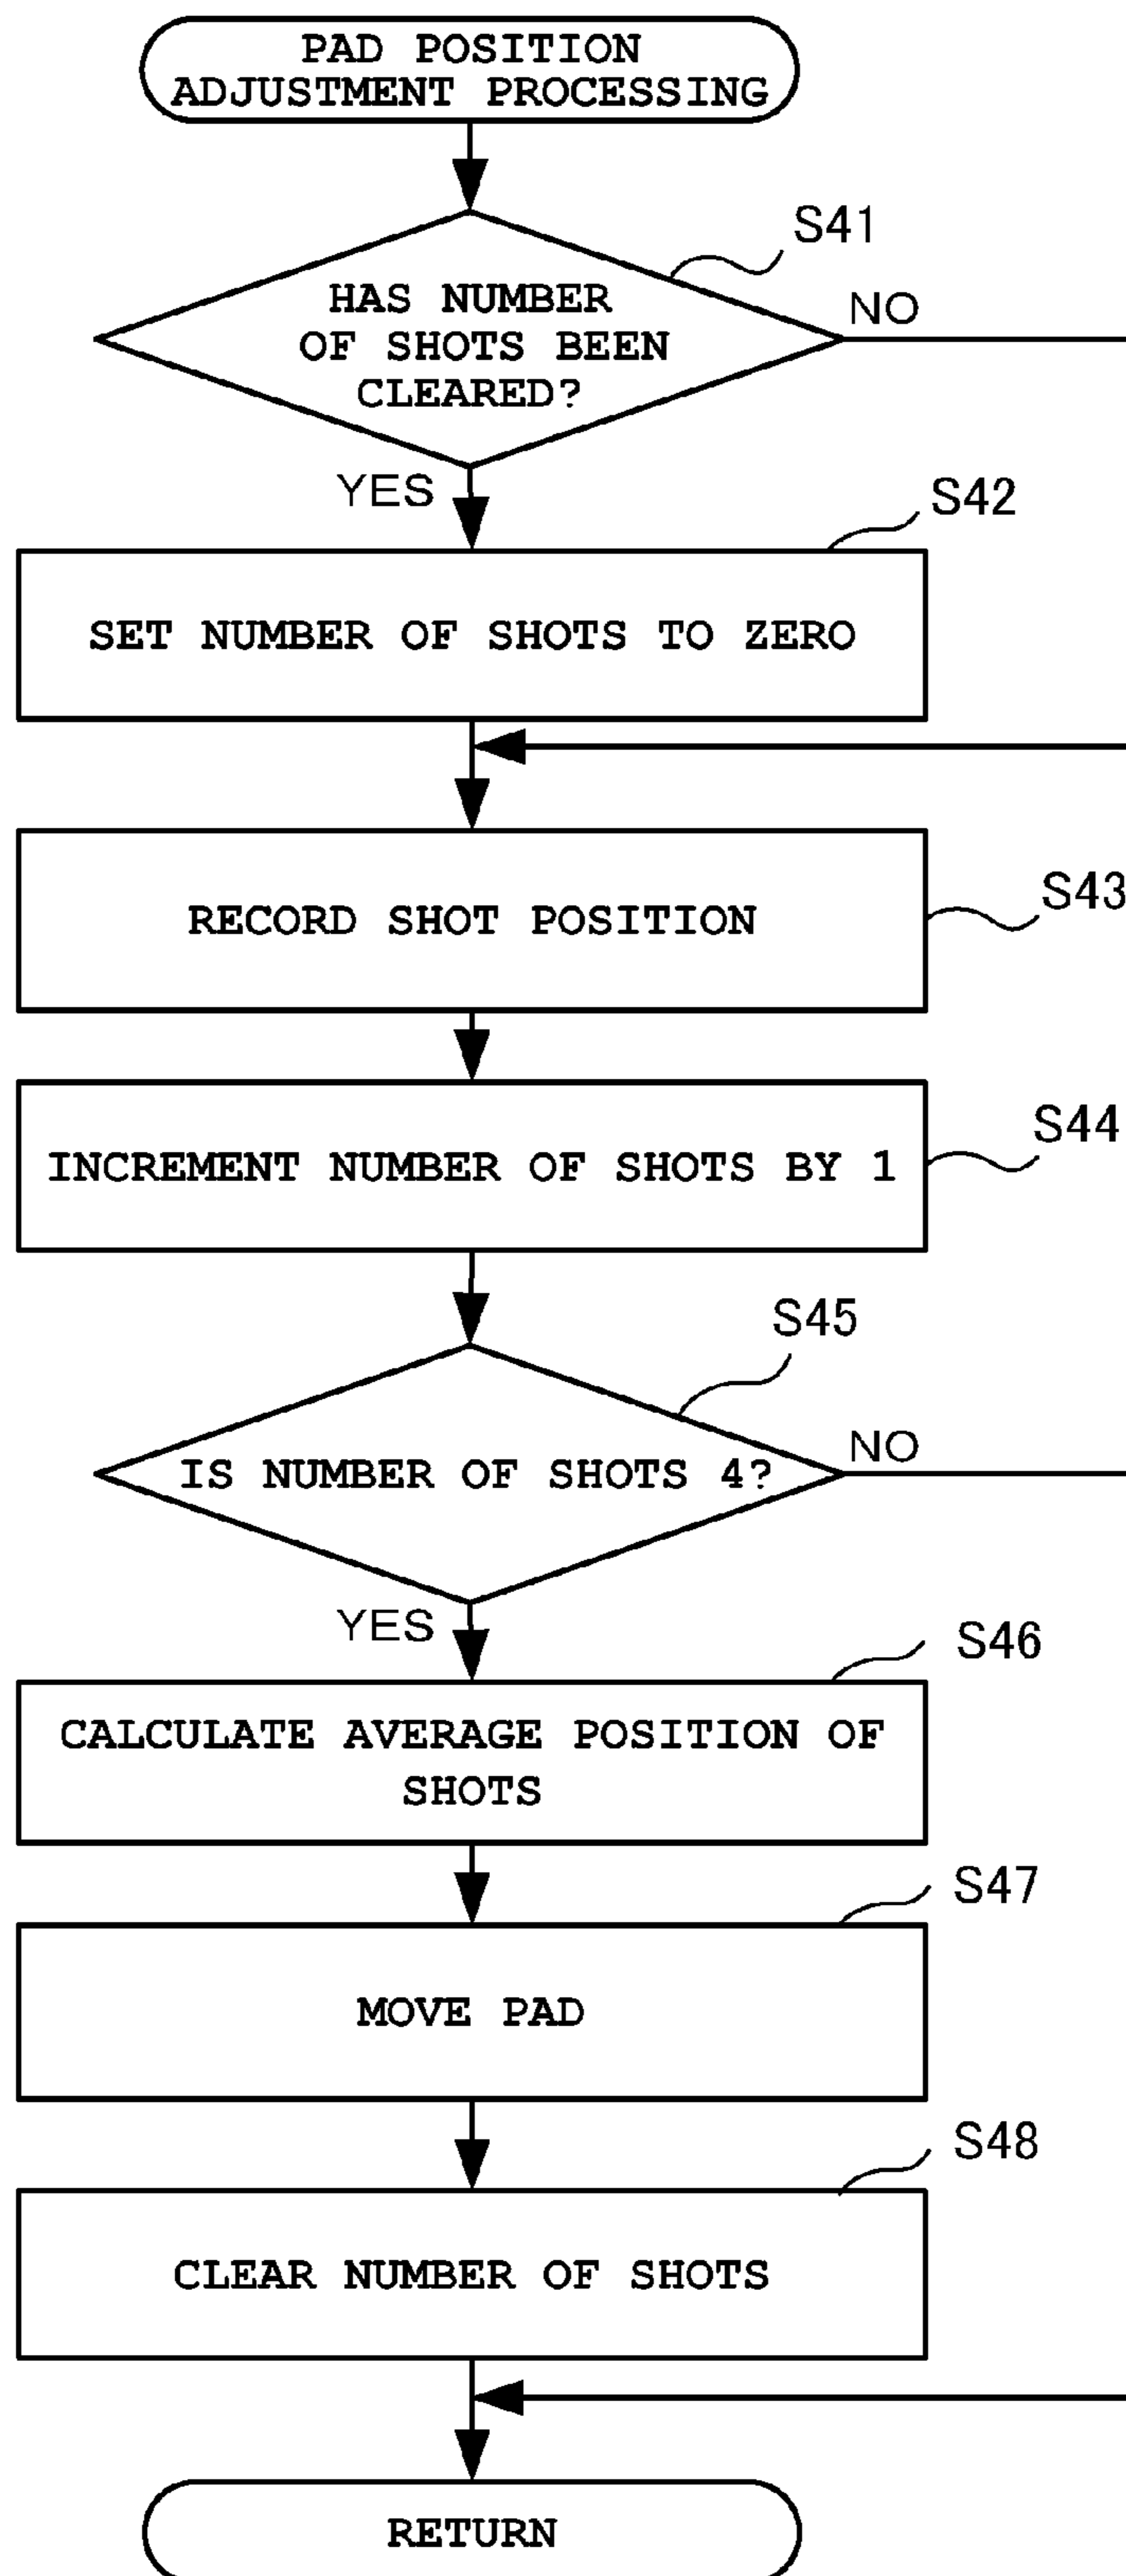 PAD POSITION
ADJUSTMENT PROCESSING
S41
HAS NUMBER
OF SHOTS BEEN
CLEARED?
NO
YES
S42
SET NUMBER OF SHOTS TO ZERO
RECORD SHOT POSITION
S43
INCREMENT NUMBER OF SHOTS BY 1
S44
S45
IS NUMBER OF SHOTS 4?
NO
YES
S46
CALCULATE AVERAGE POSITION OF
SHOTS
S47
MOVE PAD
S48
CLEAR NUMBER OF SHOTS
RETURN